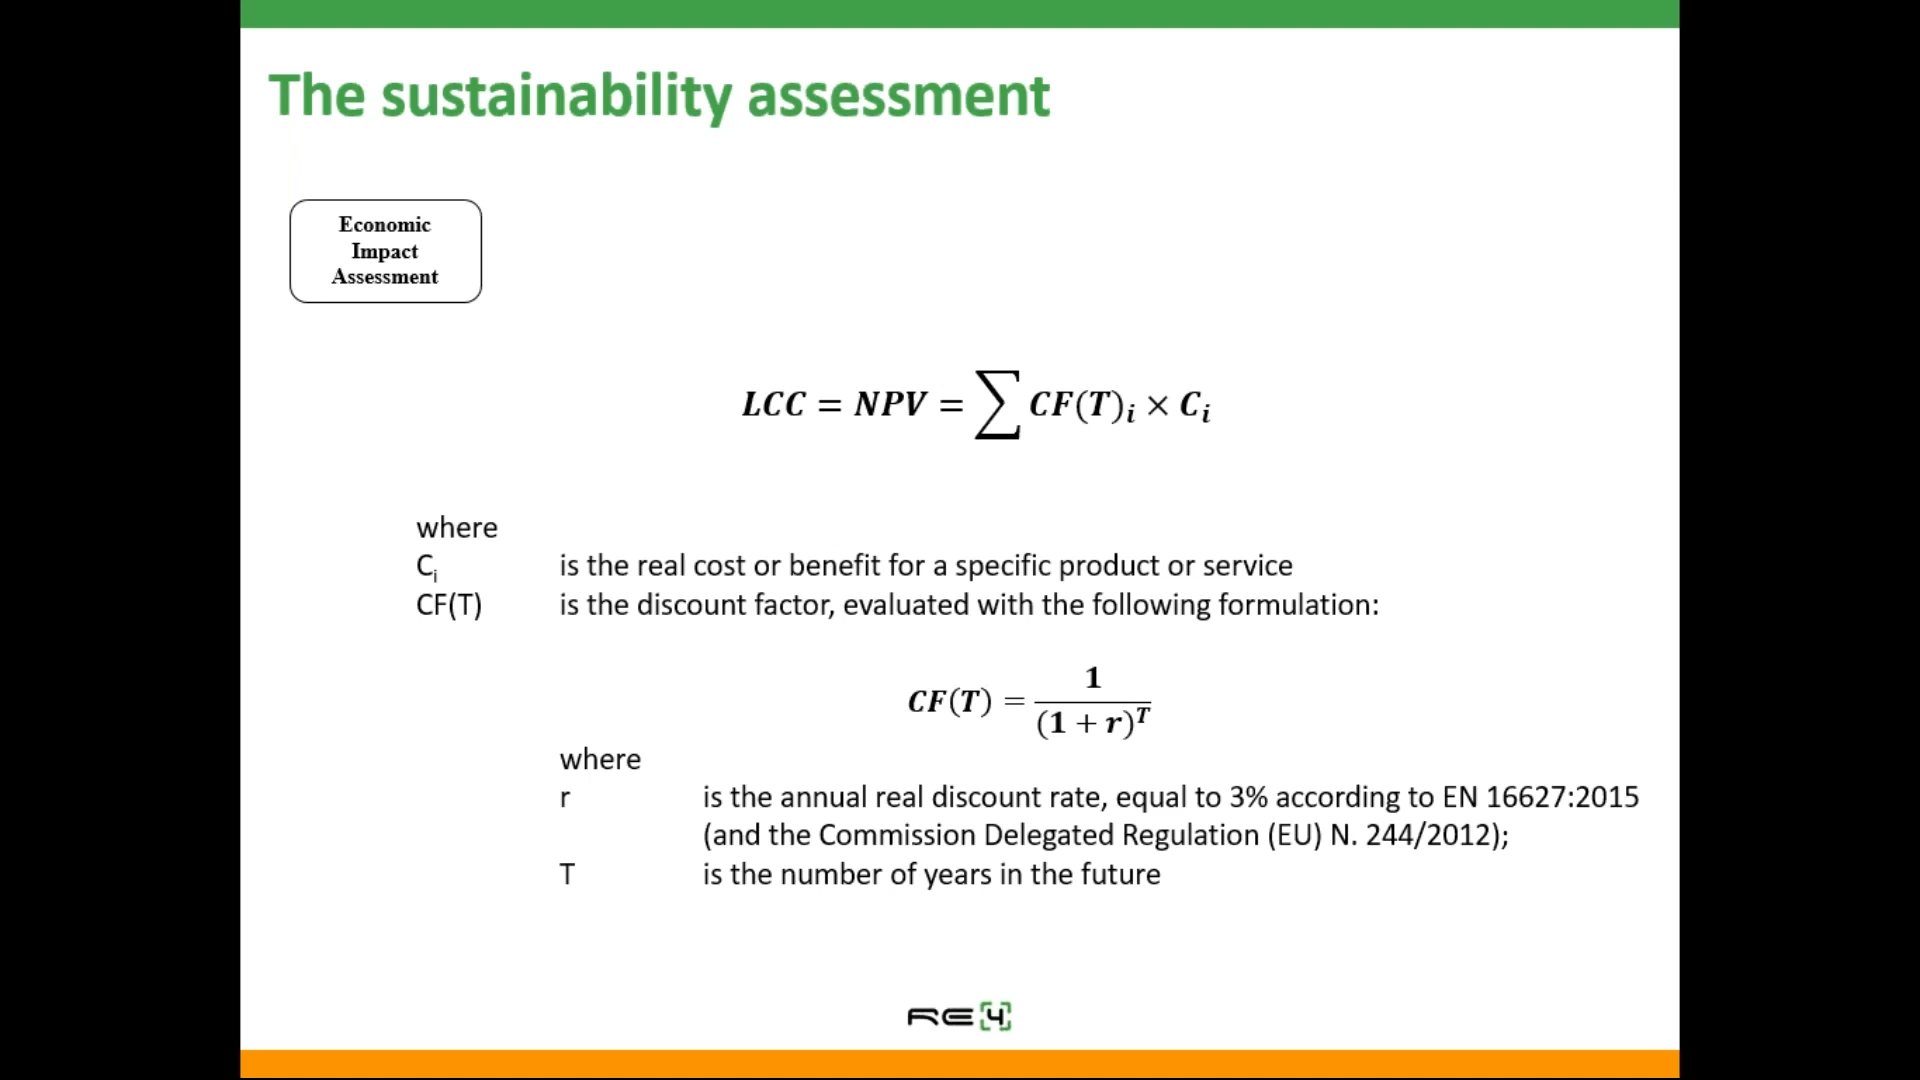 The sustainability assessment
Economic
Impact
Assessment
LCC = NPV = ∑ CF(T)ᵢ × Cᵢ
where
Cᵢ is the real cost or benefit for a specific product or service
CF(T) is the discount factor, evaluated with the following formulation:
CF(T) = 1 / (1 + r)ᵀ
where
r is the annual real discount rate, equal to 3% according to EN 16627:2015
(and the Commission Delegated Regulation (EU) N. 244/2012);
T is the number of years in the future
RE4